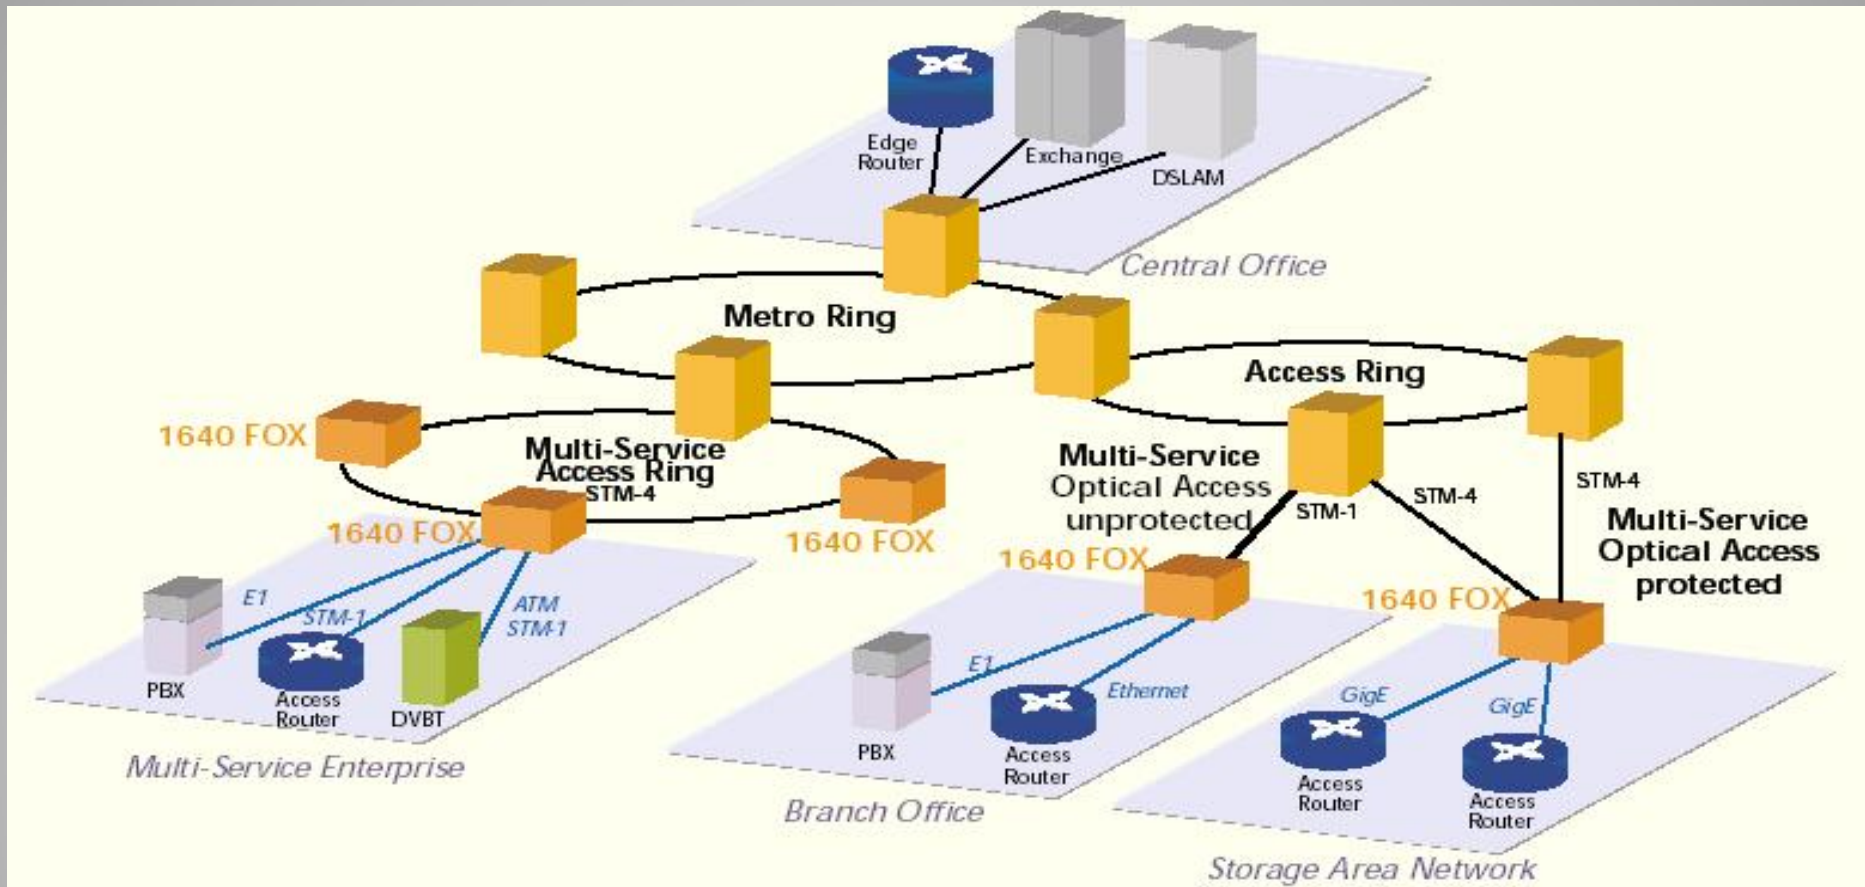 Edge
Router
Exchange
DSLAM
Central Office
Metro Ring
Access Ring
1640 FOX
Multi-Service
Access Ring
STM-4
1640 FOX
1640 FOX
Multi-Service
Optical Access
unprotected
STM-1
STM-4
STM-4
Multi-Service
Optical Access
protected
1640 FOX
1640 FOX
E1
STM-1
ATM
STM-1
PBX
Access
Router
DVBT
Multi-Service Enterprise
E1
Ethernet
PBX
Access
Router
Branch Office
GigE
GigE
Access
Router
Access
Router
Storage Area Network